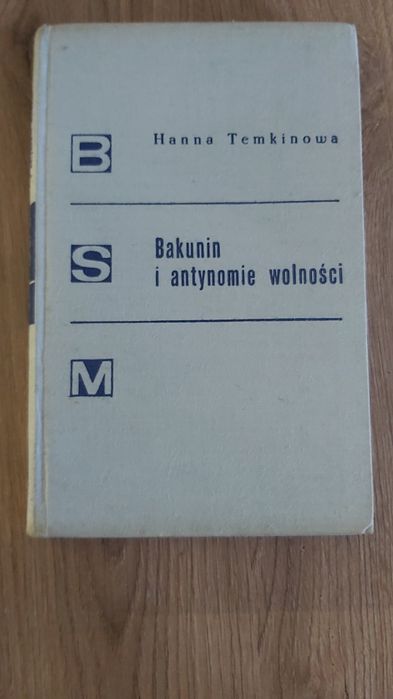 B
Hanna Temkinowa
S
Bakunin
i antynomie wolności
M